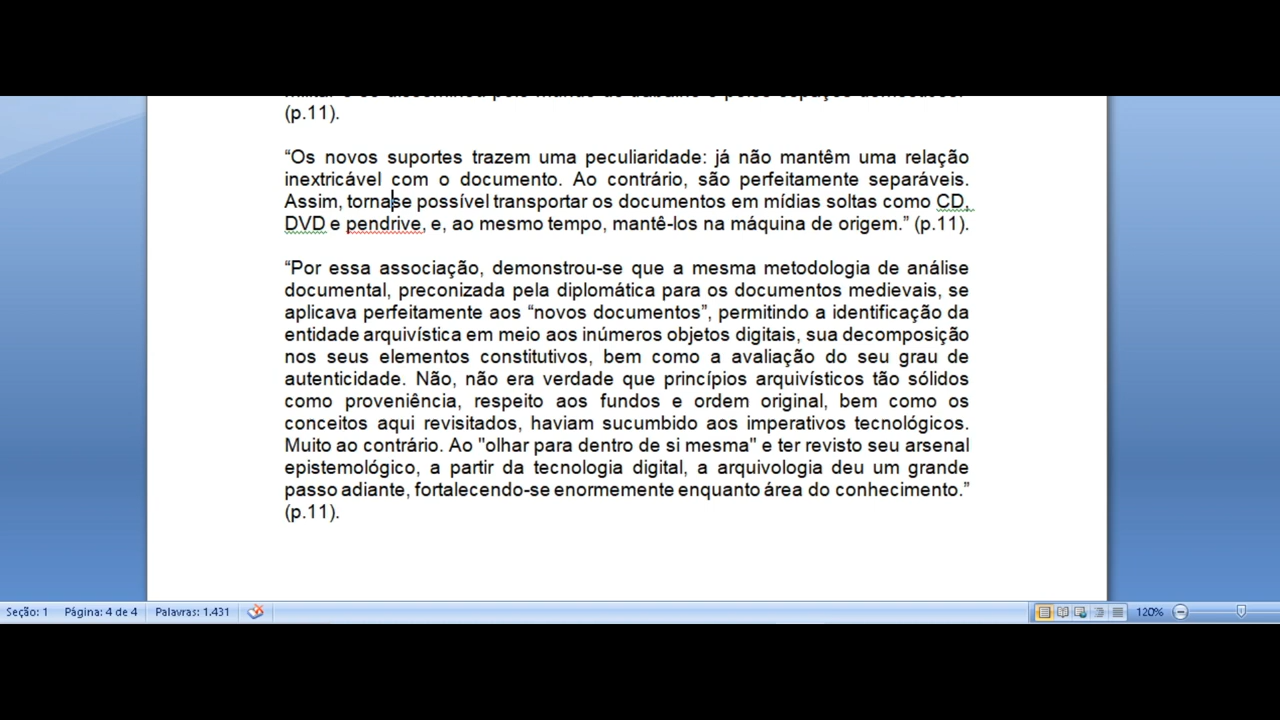 (p.11).
“Os novos suportes trazem uma peculiaridade: já não mantêm uma relação
inextricável com o documento. Ao contrário, são perfeitamente separáveis.
Assim, tornase possível transportar os documentos em mídias soltas como CD,
DVD e pendrive, e, ao mesmo tempo, mantê-los na máquina de origem.” (p.11).
“Por essa associação, demonstrou-se que a mesma metodologia de análise
documental, preconizada pela diplomática para os documentos medievais, se
aplicava perfeitamente aos “novos documentos”, permitindo a identificação da
entidade arquivística em meio aos inúmeros objetos digitais, sua decomposição
nos seus elementos constitutivos, bem como a avaliação do seu grau de
autenticidade. Não, não era verdade que princípios arquivísticos tão sólidos
como proveniência, respeito aos fundos e ordem original, bem como os
conceitos aqui revisitados, haviam sucumbido aos imperativos tecnológicos.
Muito ao contrário. Ao "olhar para dentro de si mesma" e ter revisto seu arsenal
epistemológico, a partir da tecnologia digital, a arquivologia deu um grande
passo adiante, fortalecendo-se enormemente enquanto área do conhecimento.”
(p.11).
Seção: 1 Página: 4 de 4 Palavras: 1.431 120%